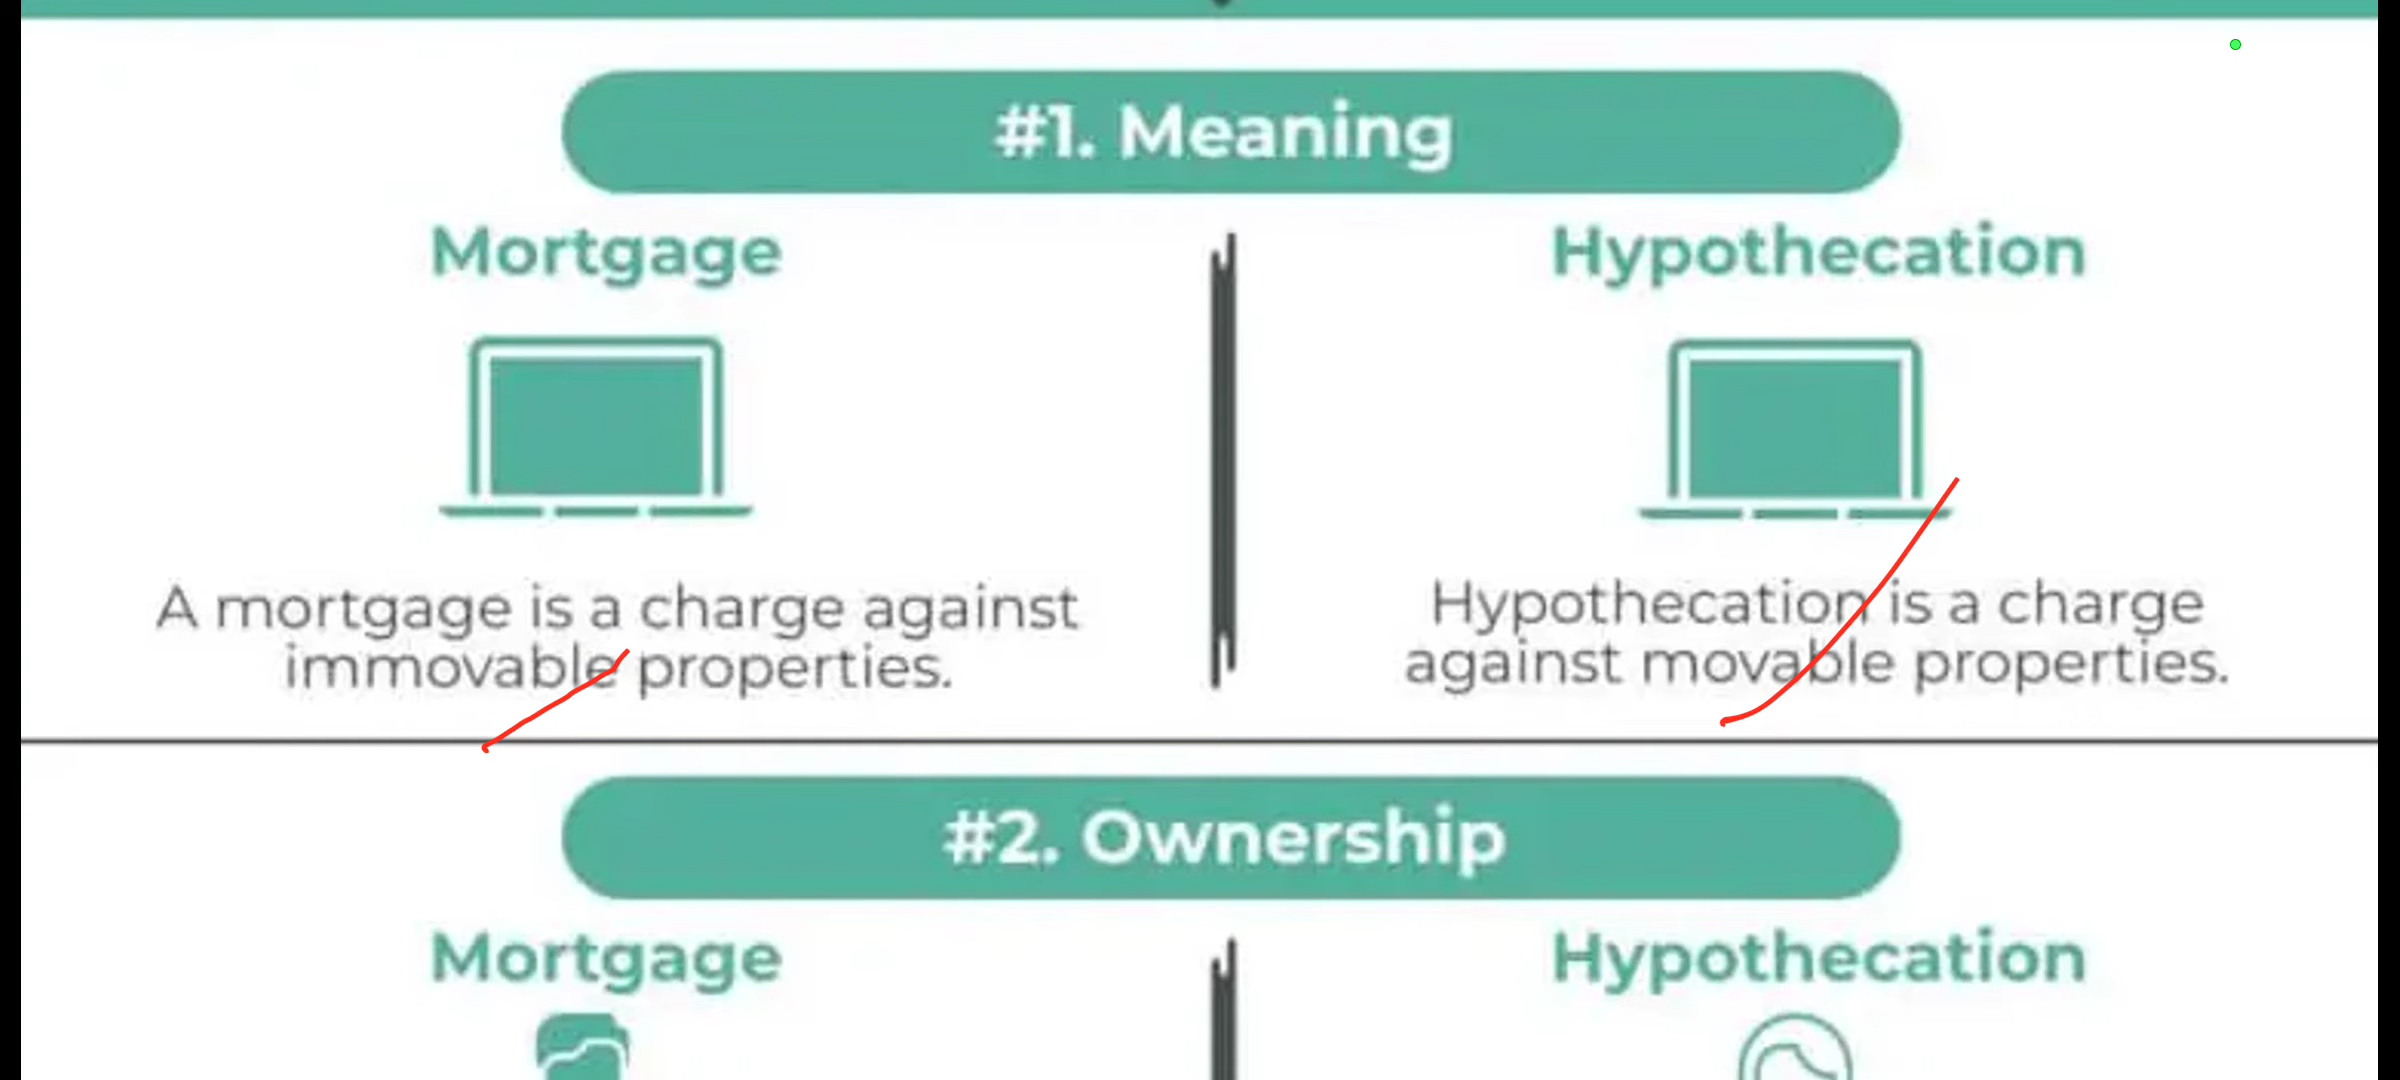 #1. Meaning
Mortgage
Hypothecation
A mortgage is a charge against
immovable properties.
Hypothecation is a charge
against movable properties.
#2. Ownership
Mortgage
Hypothecation